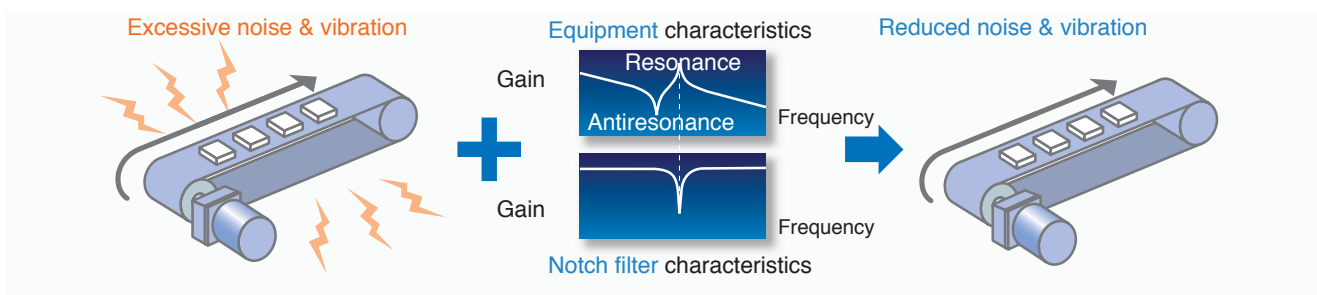 Excessive noise & vibration
Equipment characteristics
Gain
Resonance
Antiresonance
Frequency
Gain
Frequency
Notch filter characteristics
Reduced noise & vibration